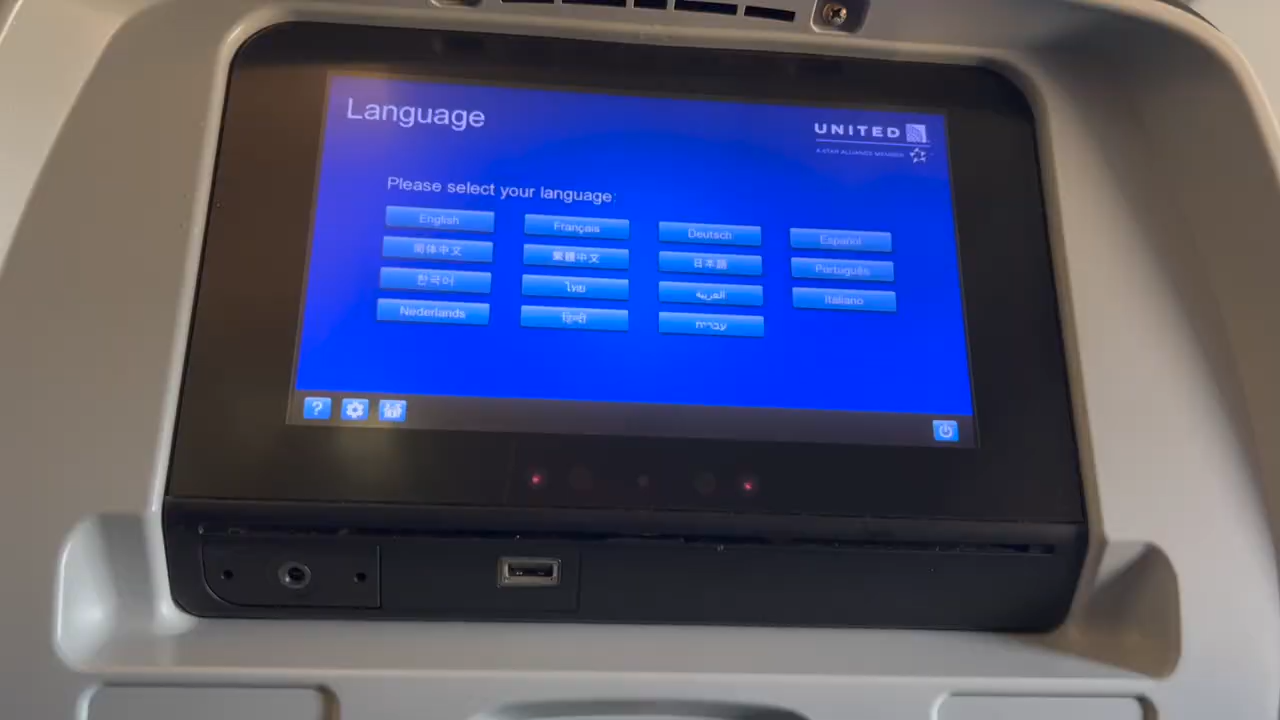 Language
UNITED
A STAR ALLIANCE MEMBER
Please select your language:
English Français Deutsch Español
简体中文 繁體中文 日本語 Português
한국어 ไทย العربية Italiano
Nederlands हिन्दी עברית
?